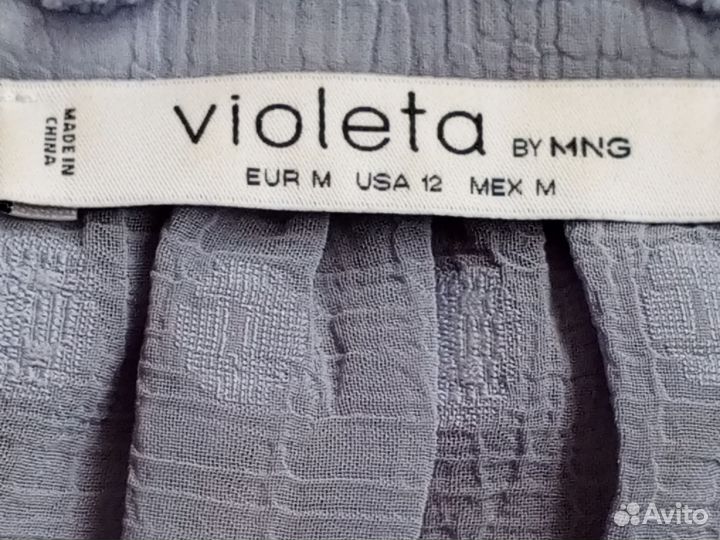 violeta BY MNG
EUR M USA 12 MEX M
MADE IN
CHINA
Avito